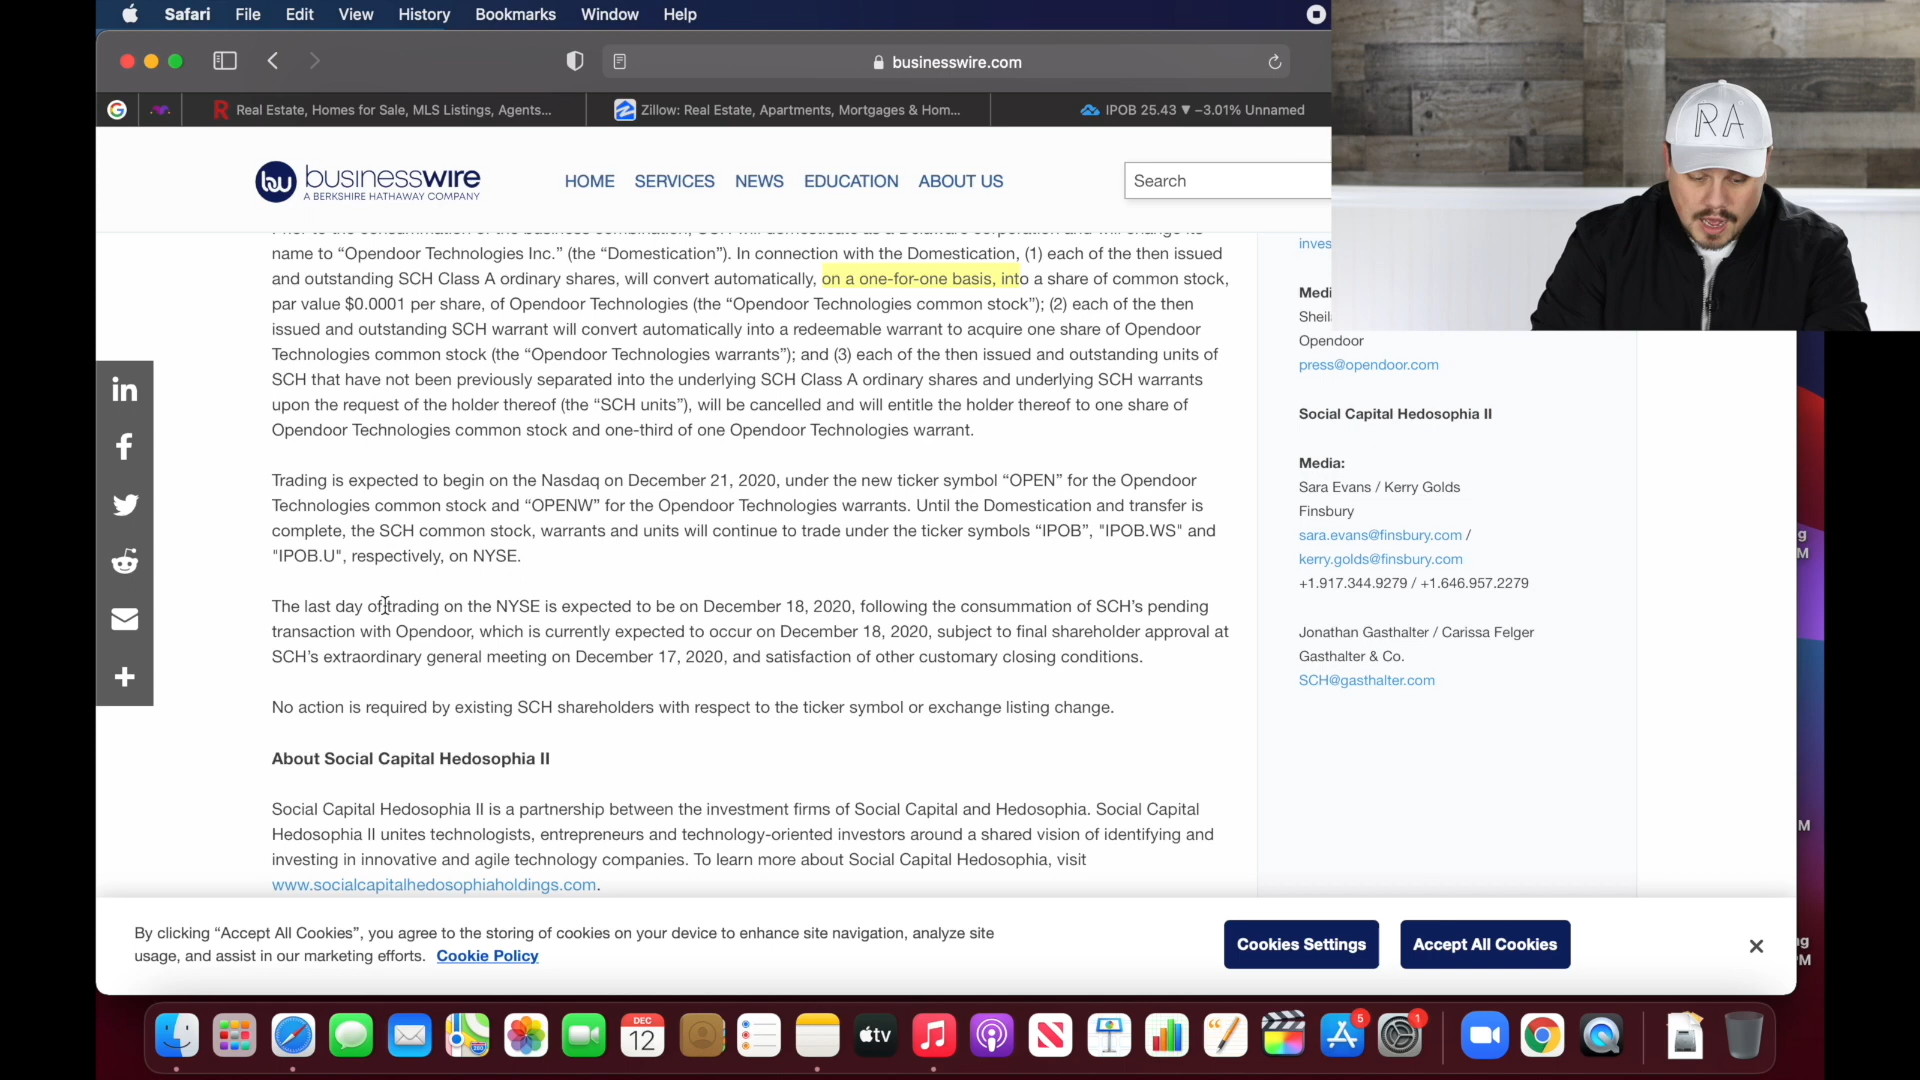 Safari File Edit View History Bookmarks Window Help
businesswire.com
Real Estate, Homes for Sale, MLS Listings, Agents...
Zillow: Real Estate, Apartments, Mortgages & Hom...
IPOB 25.43 ▼ −3.01% Unnamed
RA
businesswire
A BERKSHIRE HATHAWAY COMPANY
HOME SERVICES NEWS EDUCATION ABOUT US
Search
name to “Opendoor Technologies Inc.” (the “Domestication”). In connection with the Domestication, (1) each of the then issued
and outstanding SCH Class A ordinary shares, will convert automatically, on a one-for-one basis, into a share of common stock,
par value $0.0001 per share, of Opendoor Technologies (the “Opendoor Technologies common stock”); (2) each of the then
issued and outstanding SCH warrant will convert automatically into a redeemable warrant to acquire one share of Opendoor
Technologies common stock (the “Opendoor Technologies warrants”); and (3) each of the then issued and outstanding units of
SCH that have not been previously separated into the underlying SCH Class A ordinary shares and underlying SCH warrants
upon the request of the holder thereof (the “SCH units”), will be cancelled and will entitle the holder thereof to one share of
Opendoor Technologies common stock and one-third of one Opendoor Technologies warrant.
Trading is expected to begin on the Nasdaq on December 21, 2020, under the new ticker symbol “OPEN” for the Opendoor
Technologies common stock and “OPENW” for the Opendoor Technologies warrants. Until the Domestication and transfer is
complete, the SCH common stock, warrants and units will continue to trade under the ticker symbols “IPOB”, "IPOB.WS" and
"IPOB.U", respectively, on NYSE.
The last day of trading on the NYSE is expected to be on December 18, 2020, following the consummation of SCH’s pending
transaction with Opendoor, which is currently expected to occur on December 18, 2020, subject to final shareholder approval at
SCH’s extraordinary general meeting on December 17, 2020, and satisfaction of other customary closing conditions.
No action is required by existing SCH shareholders with respect to the ticker symbol or exchange listing change.
About Social Capital Hedosophia II
Social Capital Hedosophia II is a partnership between the investment firms of Social Capital and Hedosophia. Social Capital
Hedosophia II unites technologists, entrepreneurs and technology-oriented investors around a shared vision of identifying and
investing in innovative and agile technology companies. To learn more about Social Capital Hedosophia, visit
www.socialcapitalhedosophiaholdings.com.
inves
Medi
Sheil
Opendoor
press@opendoor.com
Social Capital Hedosophia II
Media:
Sara Evans / Kerry Golds
Finsbury
sara.evans@finsbury.com /
kerry.golds@finsbury.com
+1.917.344.9279 / +1.646.957.2279
Jonathan Gasthalter / Carissa Felger
Gasthalter & Co.
SCH@gasthalter.com
By clicking “Accept All Cookies”, you agree to the storing of cookies on your device to enhance site navigation, analyze site
usage, and assist in our marketing efforts. Cookie Policy
Cookies Settings
Accept All Cookies
DEC
12
tv
5
1